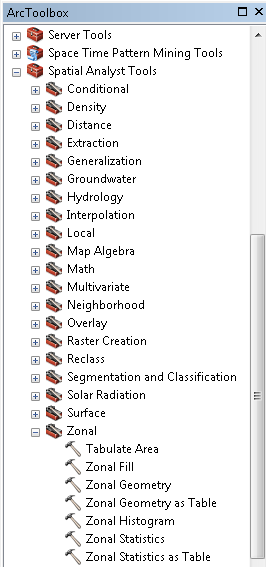 ArcToolbox
Server Tools
Space Time Pattern Mining Tools
Spatial Analyst Tools
Conditional
Density
Distance
Extraction
Generalization
Groundwater
Hydrology
Interpolation
Local
Map Algebra
Math
Multivariate
Neighborhood
Overlay
Raster Creation
Reclass
Segmentation and Classification
Solar Radiation
Surface
Zonal
Tabulate Area
Zonal Fill
Zonal Geometry
Zonal Geometry as Table
Zonal Histogram
Zonal Statistics
Zonal Statistics as Table